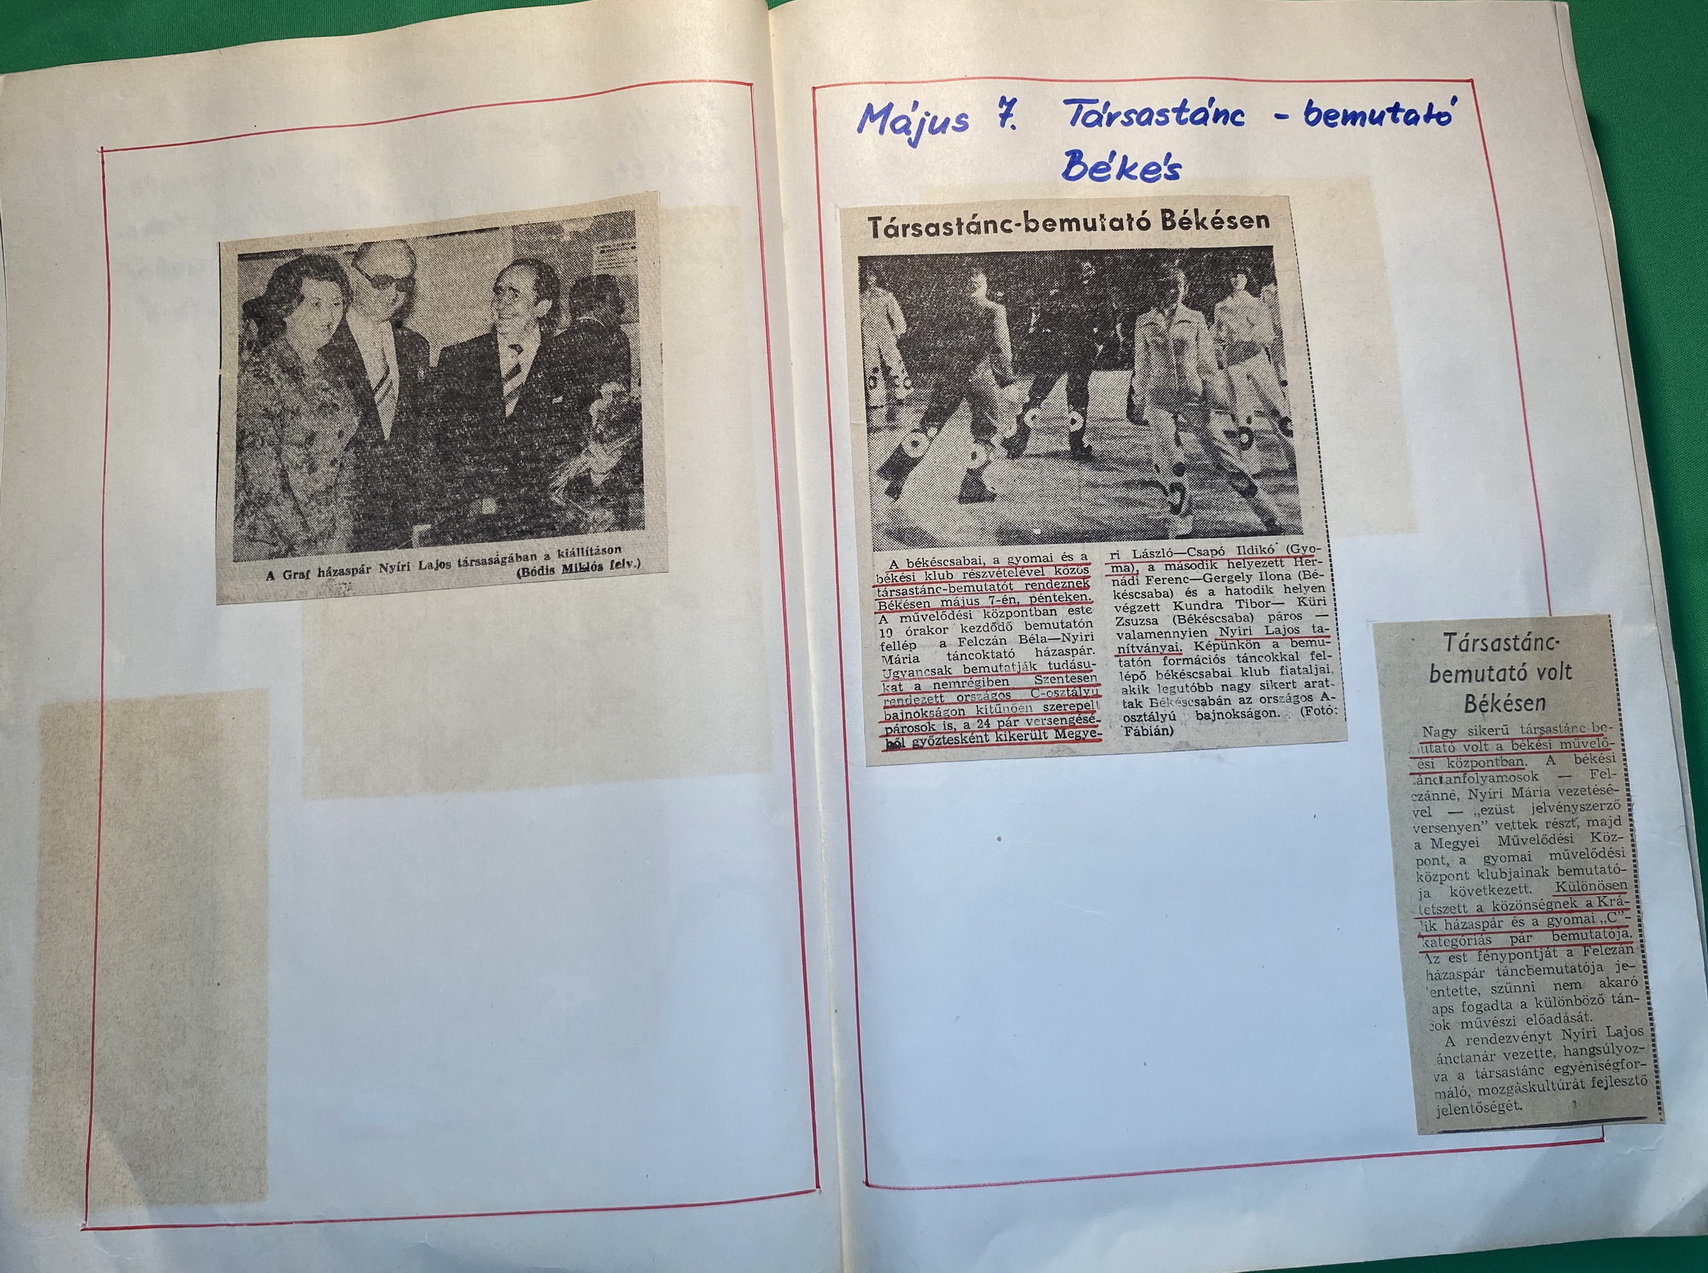 A Graf házaspár Nyíri Lajos társaságában a kiállításon
(Bódis Miklós felv.)
Május 7. Társastánc - bemutató
Békés
Társastánc-bemutató Békésen
A békéscsabai, a gyomai és a
békési klub részvételével közös
társastánc-bemutatót rendeznek
Békésen május 7-én, pénteken.
A művelődési központban este
19 órakor kezdődő bemutatón
fellép a Felczán Béla—Nyiri
Mária táncoktató házaspár.
Ugyancsak bemutatják tudásu-
kat a nemrégiben Szentesen
rendezett országos C-osztályú
bajnokságon kitűnően szerepelt
párosok is, a 24 pár versengésé-
ből győztesként kikerült Megye-
ri László—Csapó Ildikó (Gyo-
ma), a második helyezett Her-
nádi Ferenc—Gergely Ilona (Bé-
késcsaba) és a hatodik helyen
végzett Kundra Tibor— Küri
Zsuzsa (Békéscsaba) páros —
valamennyien Nyiri Lajos ta-
nítványai. Képünkön a bemu-
tatón formációs táncokkal fel-
lépő békéscsabai klub fiataljai,
akik legutóbb nagy sikert arat-
tak Békéscsabán az országos A-
osztályú bajnokságon. (Fotó:
Fábián)
Társastánc-
bemutató volt
Békésen
Nagy sikerű társastánc-be-
utató volt a békési művelő-
ési központban. A békési
ánctanfolyamosok — Fel-
czánné, Nyiri Mária vezetésé-
vel — „ezüst jelvényszerző
versenyen” vettek részt, majd
a Megyei Művelődési Köz-
pont, a gyomai művelődési
központ klubjainak bemutató-
ja következett. Különösen
tetszett a közönségnek a Krá-
lik házaspár és a gyomai „C”-
kategóriás pár bemutatója.
Az est fénypontját a Felczán
házaspár táncbemutatója je-
entette, szűnni nem akaró
aps fogadta a különböző tán-
cok művészi előadását.
A rendezvényt Nyiri Lajos
ánctanár vezette, hangsúlyoz-
va a társastánc egyéniségfor-
máló, mozgáskultúrát fejlesztő
jelentőségét.